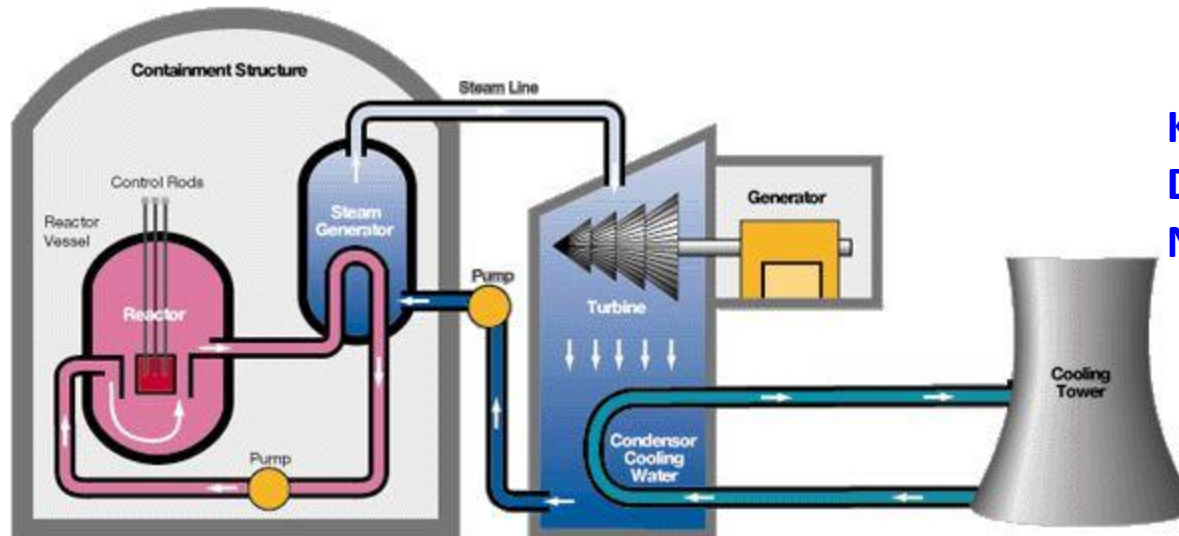 Containment Structure
Steam Line
Control Rods
Reactor
Vessel
Steam
Generator
Reactor
Pump
Pump
Turbine
Generator
Condensor
Cooling
Water
Cooling
Tower
K
D
N